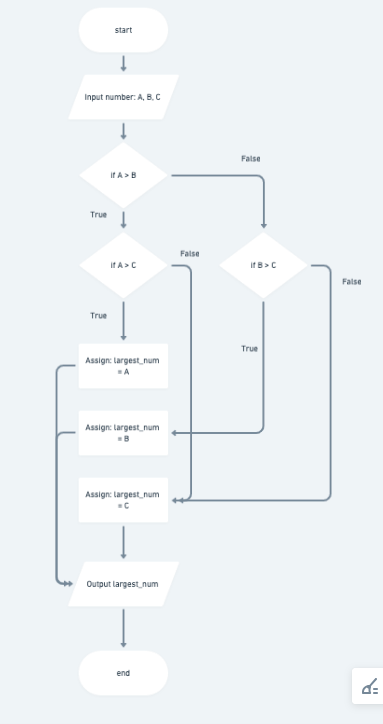 start
Input number: A, B, C
False
if A > B
True
False
if A > C
if B > C
False
True
True
Assign: largest_num
= A
Assign: largest_num
= B
Assign: largest_num
= C
Output largest_num
end